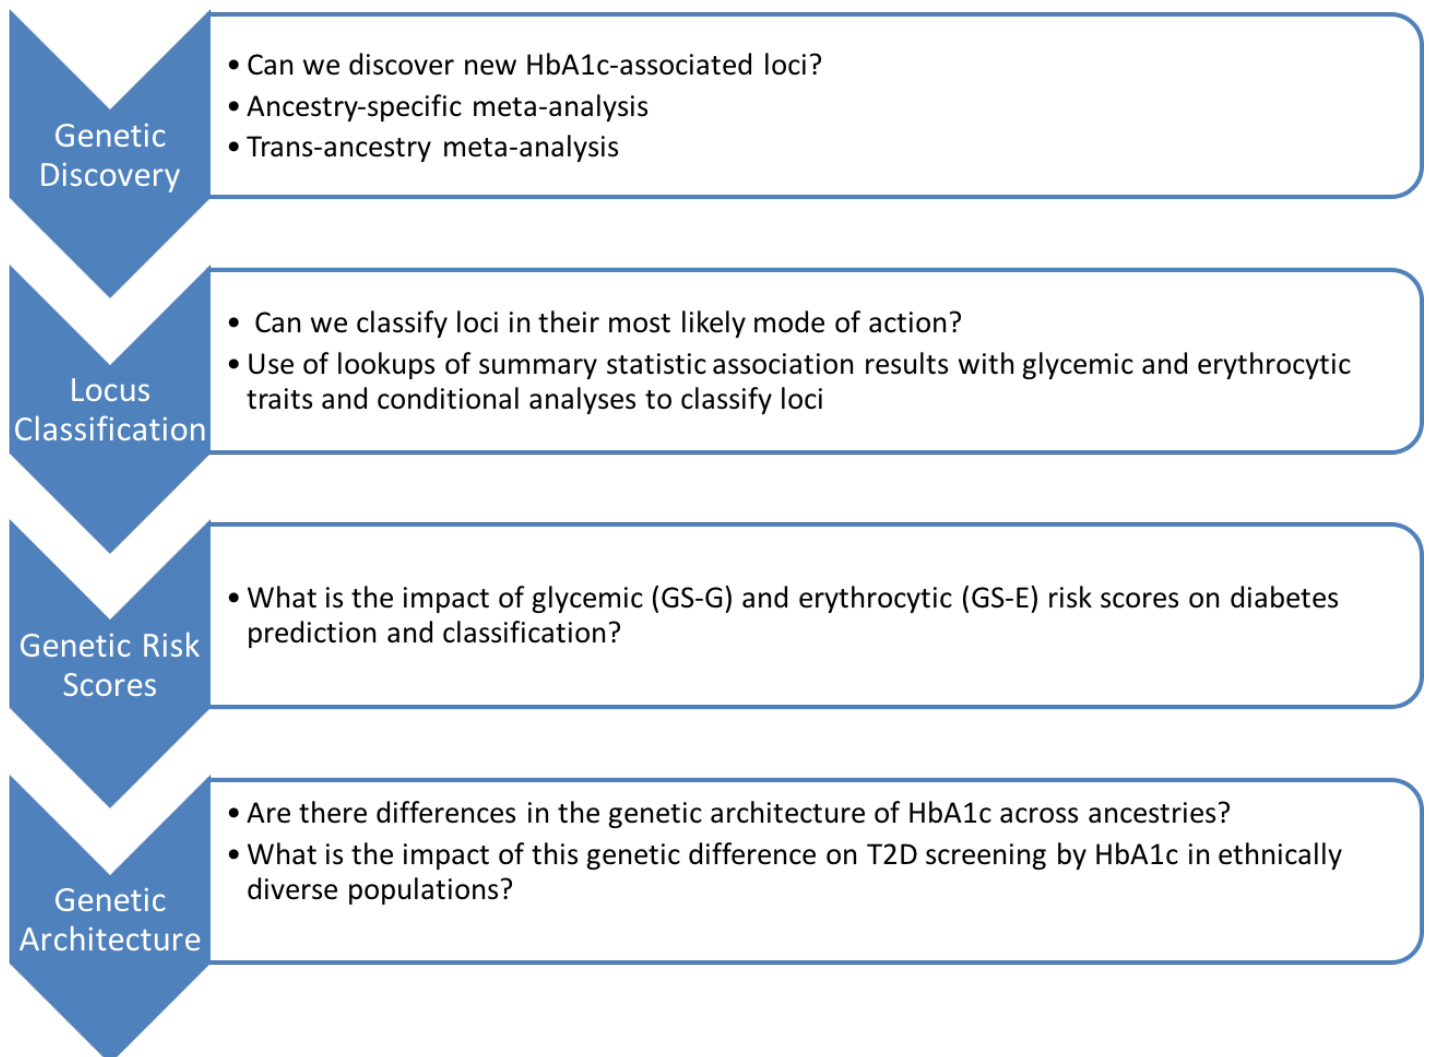 Genetic
Discovery
• Can we discover new HbA1c-associated loci?
• Ancestry-specific meta-analysis
• Trans-ancestry meta-analysis
Locus
Classification
• Can we classify loci in their most likely mode of action?
• Use of lookups of summary statistic association results with glycemic and erythrocytic
traits and conditional analyses to classify loci
Genetic Risk
Scores
• What is the impact of glycemic (GS-G) and erythrocytic (GS-E) risk scores on diabetes
prediction and classification?
Genetic
Architecture
• Are there differences in the genetic architecture of HbA1c across ancestries?
• What is the impact of this genetic difference on T2D screening by HbA1c in ethnically
diverse populations?